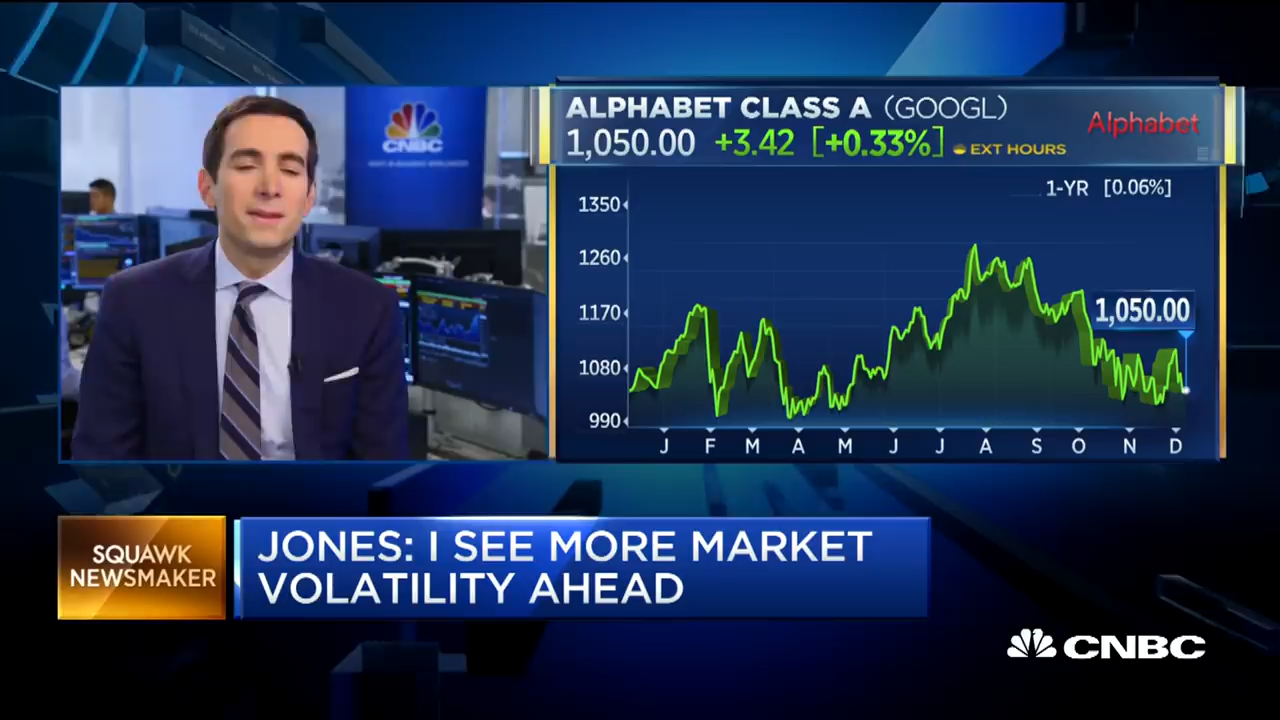 CNBC
ALPHABET CLASS A (GOOGL)
1,050.00 +3.42 [+0.33%] EXT HOURS
Alphabet
1-YR [0.06%]
1350
1260
1170
1080
990
1,050.00
J F M A M J J A S O N D
SQUAWK
NEWSMAKER
JONES: I SEE MORE MARKET
VOLATILITY AHEAD
CNBC